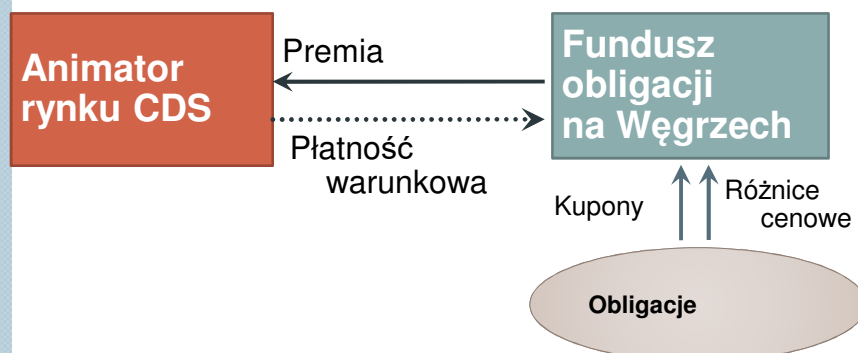 Animator
rynku CDS
Premia
Płatność
warunkowa
Fundusz
obligacji
na Węgrzech
Kupony
Różnice
cenowe
Obligacje